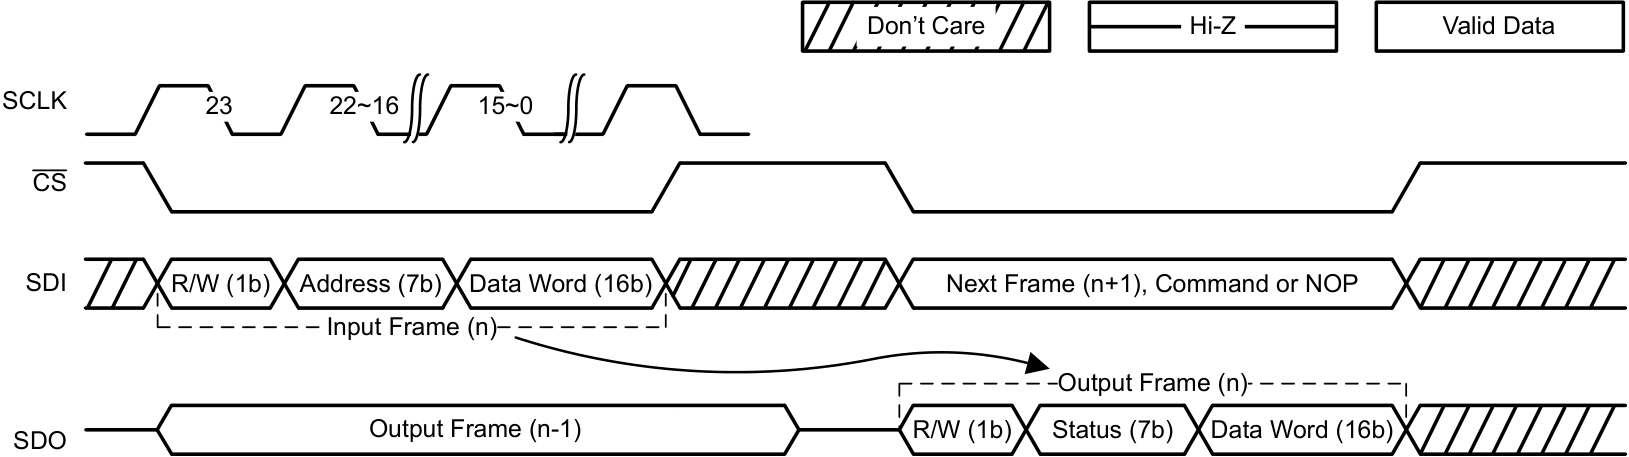 Don't Care Hi-Z Valid Data
SCLK 23 22~16 15~0
CS
SDI R/W (1b) Address (7b) Data Word (16b) Next Frame (n+1), Command or NOP
Input Frame (n)
Output Frame (n)
SDO Output Frame (n-1) R/W (1b) Status (7b) Data Word (16b)